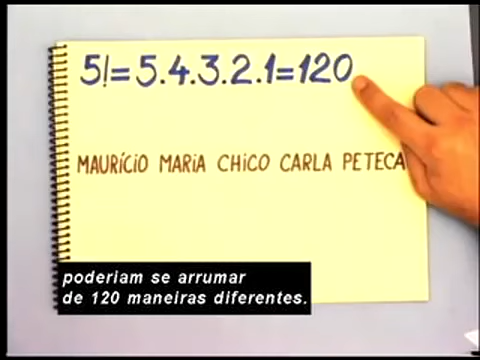 5!=5.4.3.2.1=120
MAURÍCIO MARIA CHICO CARLA PETECA
poderiam se arrumar
de 120 maneiras diferentes.